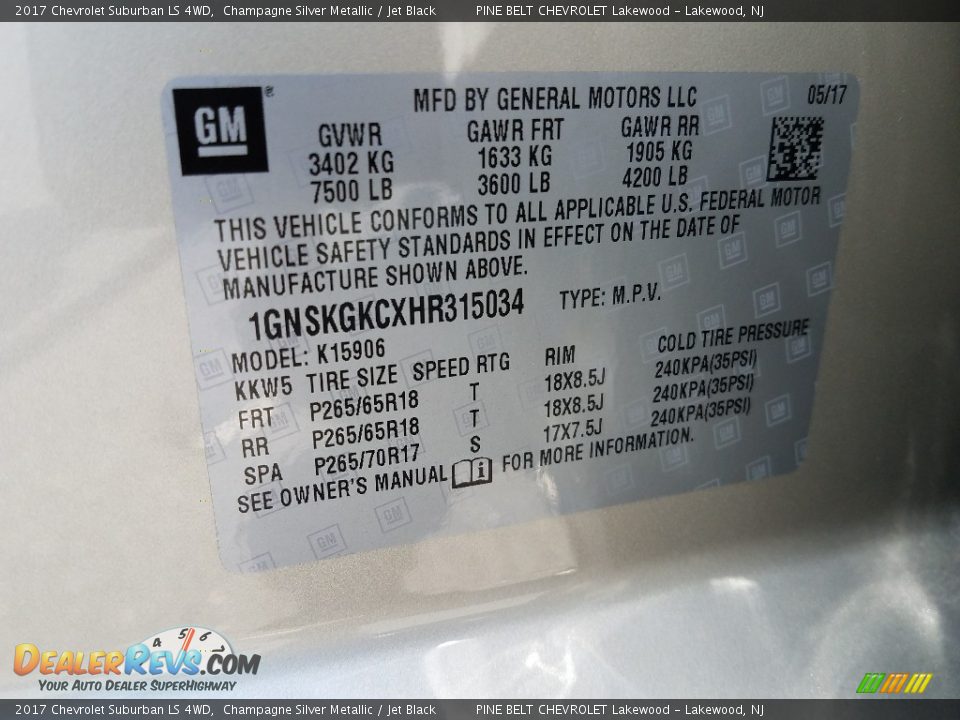 2017 Chevrolet Suburban LS 4WD, Champagne Silver Metallic / Jet Black PINE BELT CHEVROLET Lakewood - Lakewood, NJ
GM ®
MFD BY GENERAL MOTORS LLC 05/17
GVWR GAWR FRT GAWR RR
3402 KG 1633 KG 1905 KG
7500 LB 3600 LB 4200 LB
THIS VEHICLE CONFORMS TO ALL APPLICABLE U.S. FEDERAL MOTOR
VEHICLE SAFETY STANDARDS IN EFFECT ON THE DATE OF
MANUFACTURE SHOWN ABOVE.
1GNSKGKCXHR315034 TYPE: M.P.V.
MODEL: K15906
KKW5 TIRE SIZE SPEED RTG RIM COLD TIRE PRESSURE
FRT P265/65R18 T 18X8.5J 240KPA(35PSI)
RR P265/65R18 T 18X8.5J 240KPA(35PSI)
SPA P265/70R17 S 17X7.5J 240KPA(35PSI)
SEE OWNER'S MANUAL i FOR MORE INFORMATION.
4 5 6
DEALERREVS.COM
YOUR AUTO DEALER SUPERHIGHWAY
2017 Chevrolet Suburban LS 4WD, Champagne Silver Metallic / Jet Black PINE BELT CHEVROLET Lakewood - Lakewood, NJ